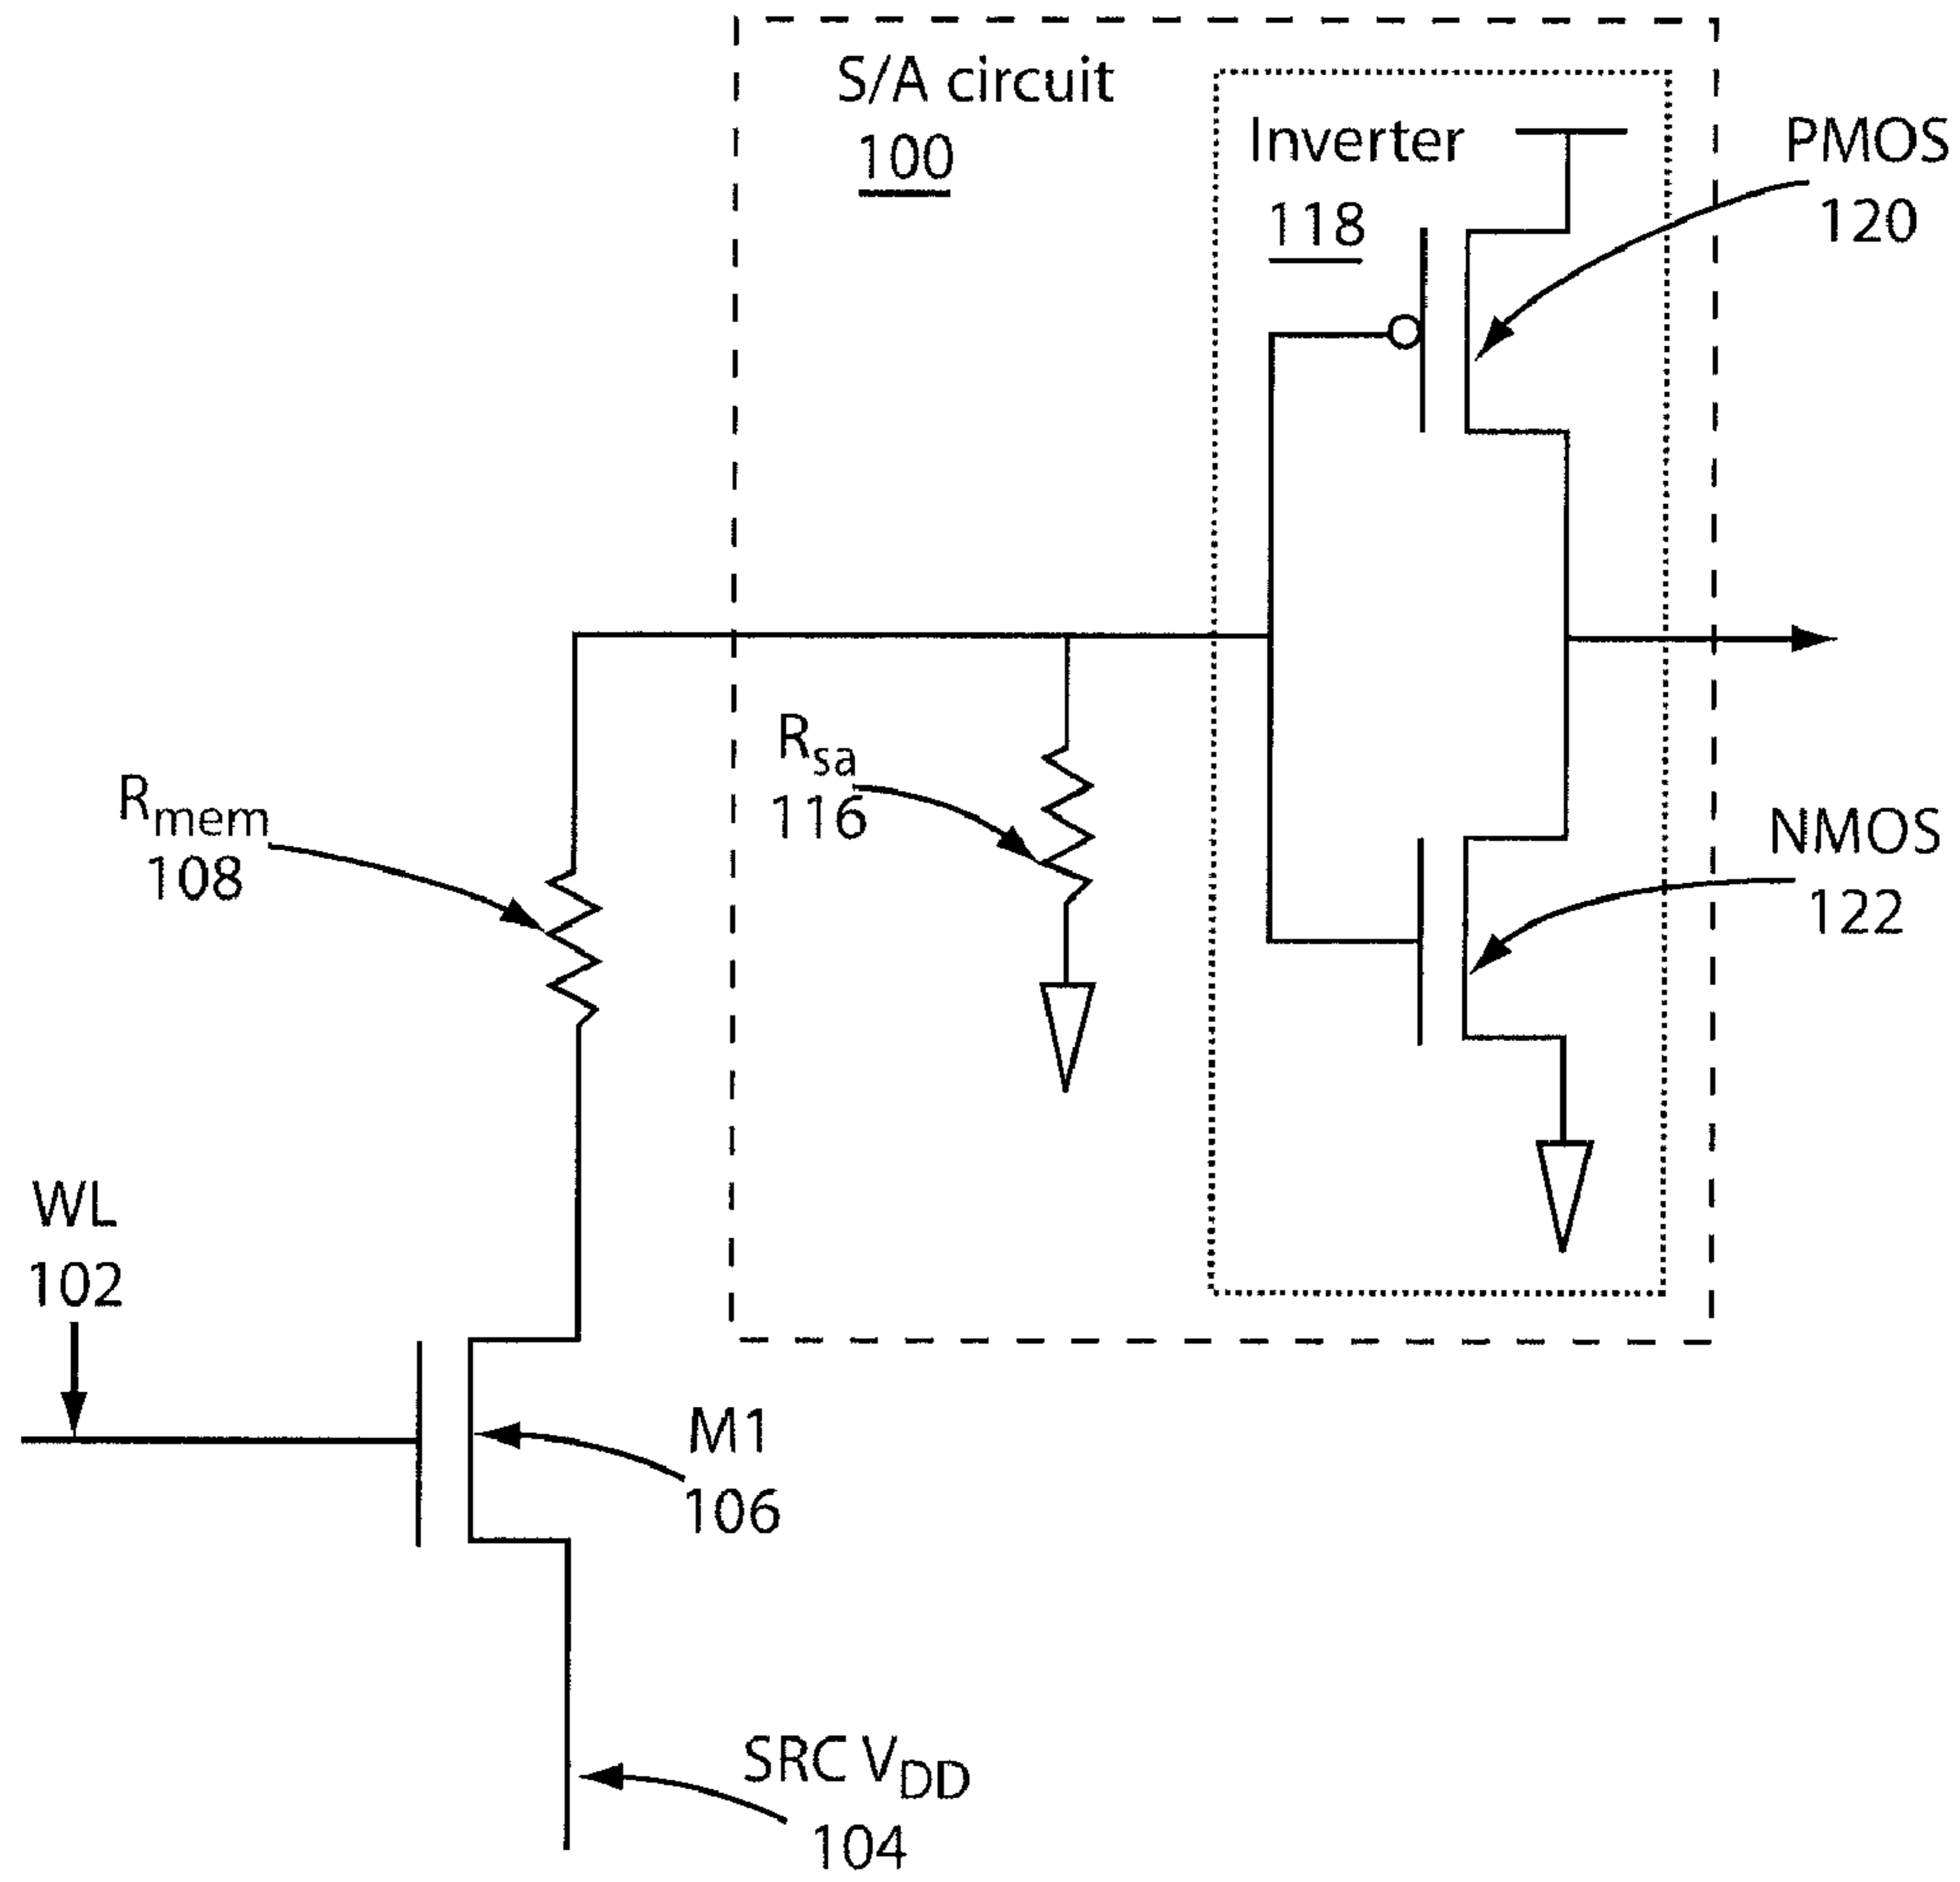 S/A circuit
100
Inverter
118
PMOS
120
Rsa
116
Rmem
108
NMOS
122
WL
102
M1
106
SRC VDD
104